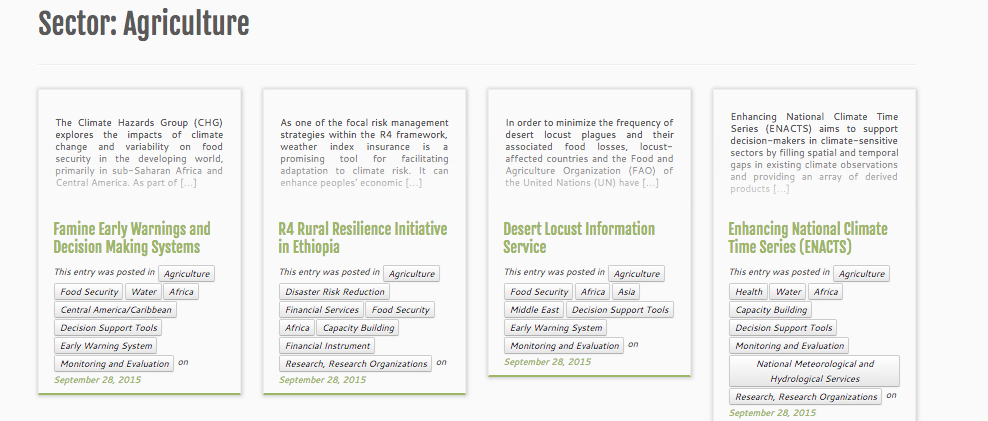 Sector: Agriculture
The Climate Hazards Group (CHG)
explores the impacts of climate
change and variability on food
security in the developing world,
primarily in sub-Saharan Africa and
Central America. As part of [...]
Famine Early Warnings and
Decision Making Systems
This entry was posted in Agriculture
Food Security Water Africa
Central America/Caribbean
Decision Support Tools
Early Warning System
Monitoring and Evaluation on
September 28, 2015
As one of the focal risk management
strategies within the R4 framework,
weather index insurance is a
promising tool for facilitating
adaptation to climate risk. It can
enhance peoples' economic [...]
R4 Rural Resilience Initiative
in Ethiopia
This entry was posted in Agriculture
Disaster Risk Reduction
Financial Services Food Security
Africa Capacity Building
Financial Instrument
Research, Research Organizations on
September 28, 2015
In order to minimize the frequency of
desert locust plagues and their
associated food losses, locust-
affected countries and the Food and
Agriculture Organization (FAO) of
the United Nations (UN) have [...]
Desert Locust Information
Service
This entry was posted in Agriculture
Food Security Africa Asia
Middle East Decision Support Tools
Early Warning System
Monitoring and Evaluation on
September 28, 2015
Enhancing National Climate Time
Series (ENACTS) aims to support
decision-makers in climate-sensitive
sectors by filling spatial and temporal
gaps in existing climate observations
and providing an array of derived
products [...]
Enhancing National Climate
Time Series (ENACTS)
This entry was posted in Agriculture
Health Water Africa
Capacity Building
Decision Support Tools
Monitoring and Evaluation
National Meteorological and
Hydrological Services
Research, Research Organizations on
September 28, 2015